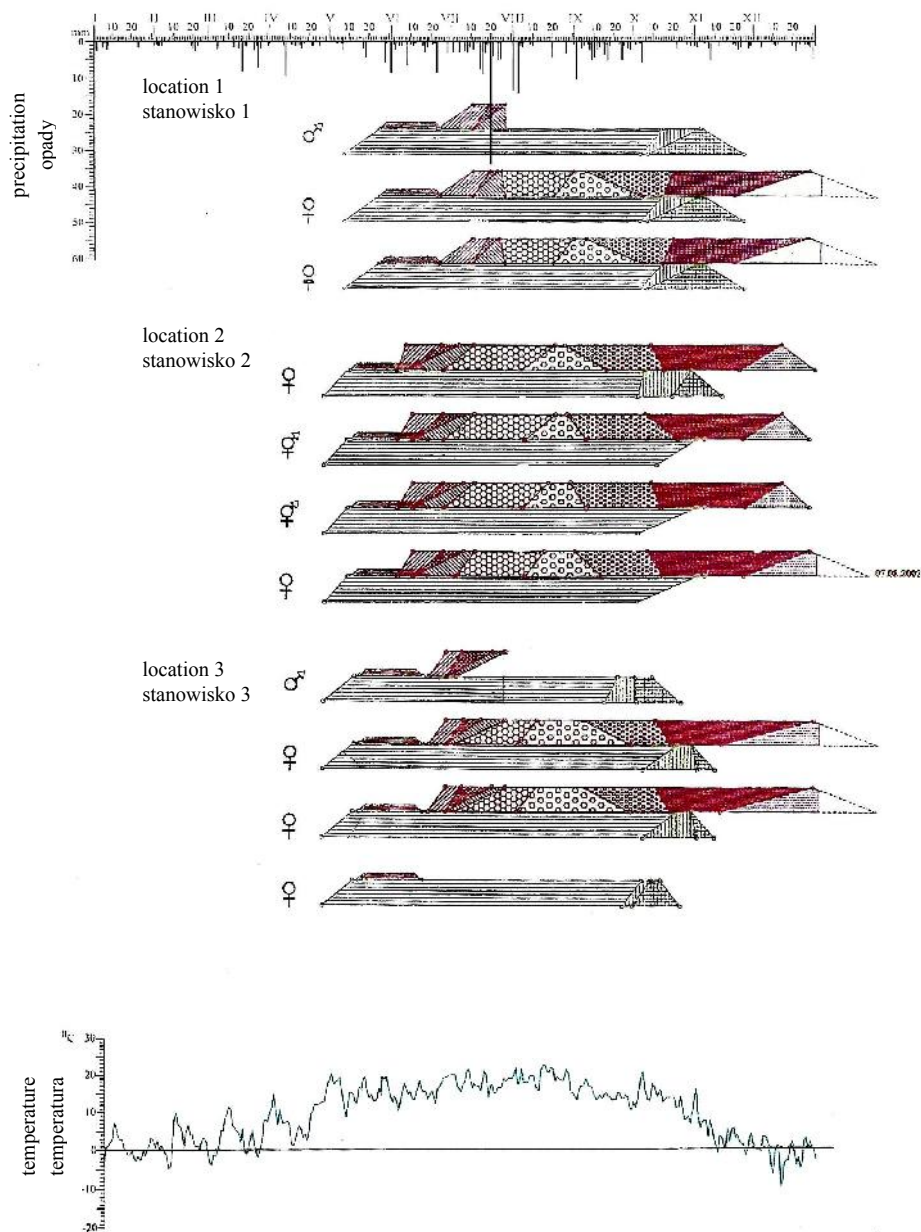 I II III IV V VI VII VIII IX X XI XII
10 20 10 20 10 20 10 20 10 20 10 20 10 20 10 20 10 20 10 20 10 20 10 20
mm
0
10
20
30
40
50
60
precipitation
opady
location 1
stanowisko 1
location 2
stanowisko 2
location 3
stanowisko 3
30
20
10
0
-10
-20
temperature
temperatura